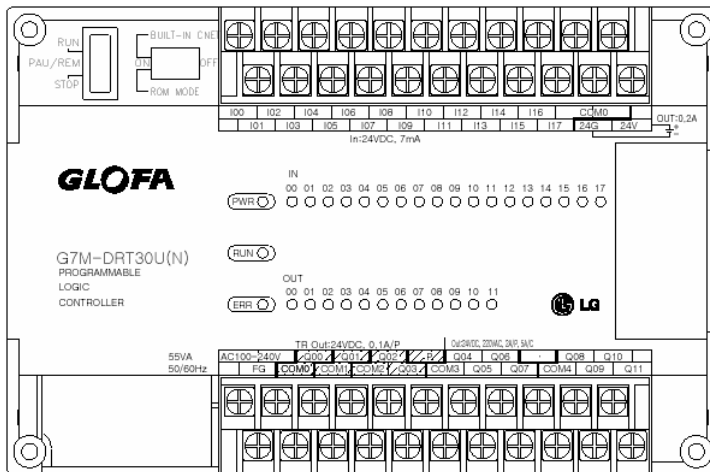 RUN
PAU/REM
STOP
BUILT-IN CNET
ON OFF
ROM MODE
I00 I02 I04 I06 I08 I10 I12 I14 I16 COM0
I01 I03 I05 I07 I09 I11 I13 I15 I17 24G 24V
OUT:0,2A
In:24VDC, 7mA
GLOFA
IN
00 01 02 03 04 05 06 07 08 09 10 11 12 13 14 15 16 17
PWR
G7M-DRT30U(N)
PROGRAMMABLE
LOGIC
CONTROLLER
RUN
OUT
00 01 02 03 04 05 06 07 08 09 10 11
ERR
LG
TR Out:24VDC, 0,1A/P
Out:24VDC, 220VAC, 2A/P, 5A/C
55VA
50/60Hz
AC100-240V Q00 Q01 Q02 P Q04 Q06 · Q08 Q10
FG COM0 COM1 COM2 Q03 COM3 Q05 Q07 COM4 Q09 Q11